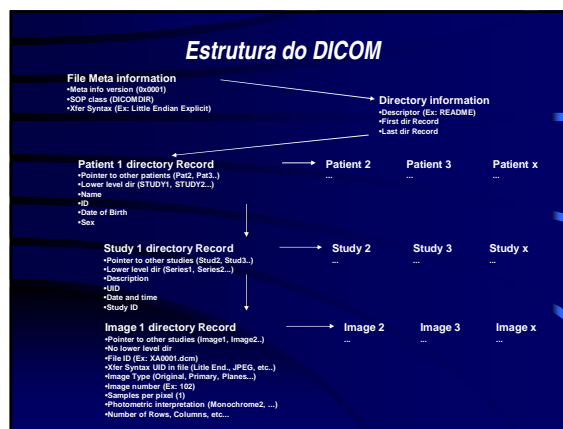 Estrutura do DICOM
File Meta information
•Meta info version (0x0001)
•SOP class (DICOMDIR)
•Xfer Syntax (Ex: Little Endian Explicit)
Directory information
•Descriptor (Ex: README)
•First dir Record
•Last dir Record
Patient 1 directory Record
•Pointer to other patients (Pat2, Pat3..)
•Lower level dir (STUDY1, STUDY2...)
•Name
•ID
•Date of Birth
•Sex
Patient 2
...
Patient 3
...
Patient x
...
Study 1 directory Record
•Pointer to other studies (Stud2, Stud3..)
•Lower level dir (Series1, Series2...)
•Description
•UID
•Date and time
•Study ID
Study 2
...
Study 3
...
Study x
...
Image 1 directory Record
•Pointer to other studies (Image1, Image2..)
•No lower level dir
•File ID (Ex: XA0001.dcm)
•Xfer Syntax UID in file (Litle End., JPEG, etc..)
•Image Type (Original, Primary, Planes...)
•Image number (Ex: 102)
•Samples per pixel (1)
•Photometric interpretation (Monochrome2, ...)
•Number of Rows, Columns, etc...
Image 2
...
Image 3
...
Image x
...